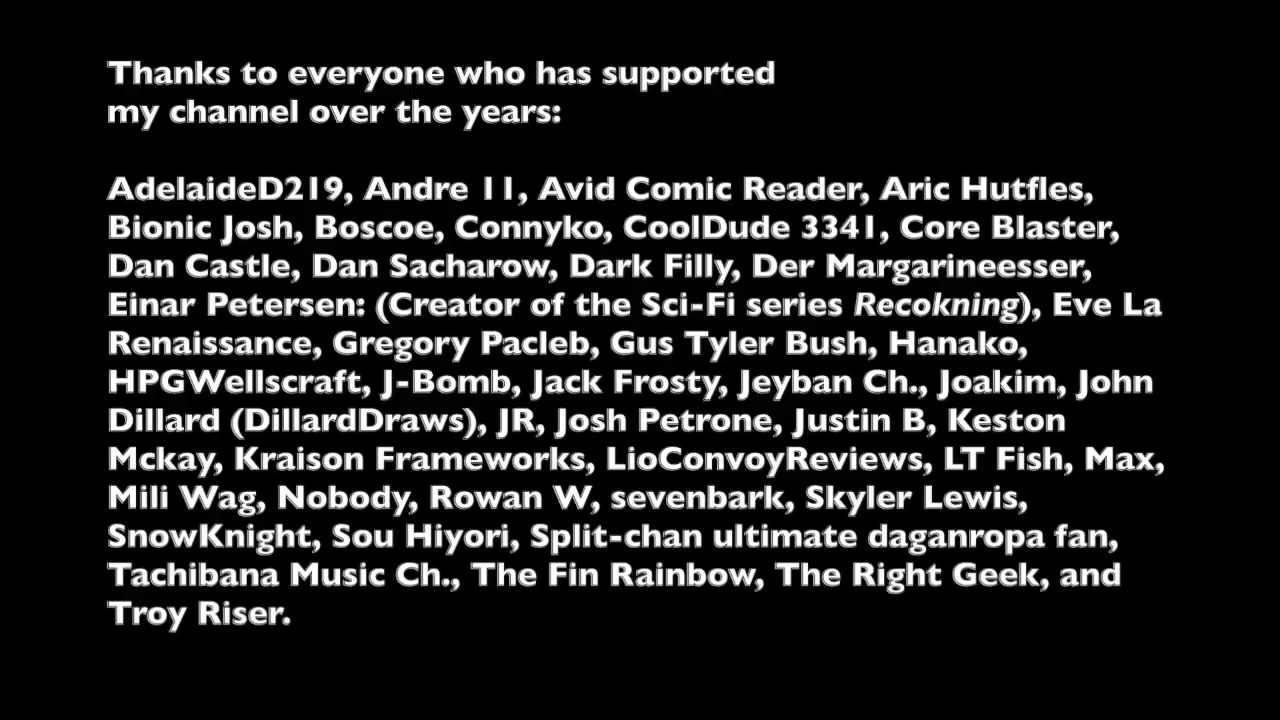 Thanks to everyone who has supported
my channel over the years:
AdelaideD219, Andre 11, Avid Comic Reader, Aric Hutfles,
Bionic Josh, Boscoe, Connyko, CoolDude 3341, Core Blaster,
Dan Castle, Dan Sacharow, Dark Filly, Der Margarineesser,
Einar Petersen: (Creator of the Sci-Fi series Recokning), Eve La
Renaissance, Gregory Pacleb, Gus Tyler Bush, Hanako,
HPGWellscraft, J-Bomb, Jack Frosty, Jeyban Ch., Joakim, John
Dillard (DillardDraws), JR, Josh Petrone, Justin B, Keston
Mckay, Kraison Frameworks, LioConvoyReviews, LT Fish, Max,
Mili Wag, Nobody, Rowan W, sevenbark, Skyler Lewis,
SnowKnight, Sou Hiyori, Split-chan ultimate daganropa fan,
Tachibana Music Ch., The Fin Rainbow, The Right Geek, and
Troy Riser.